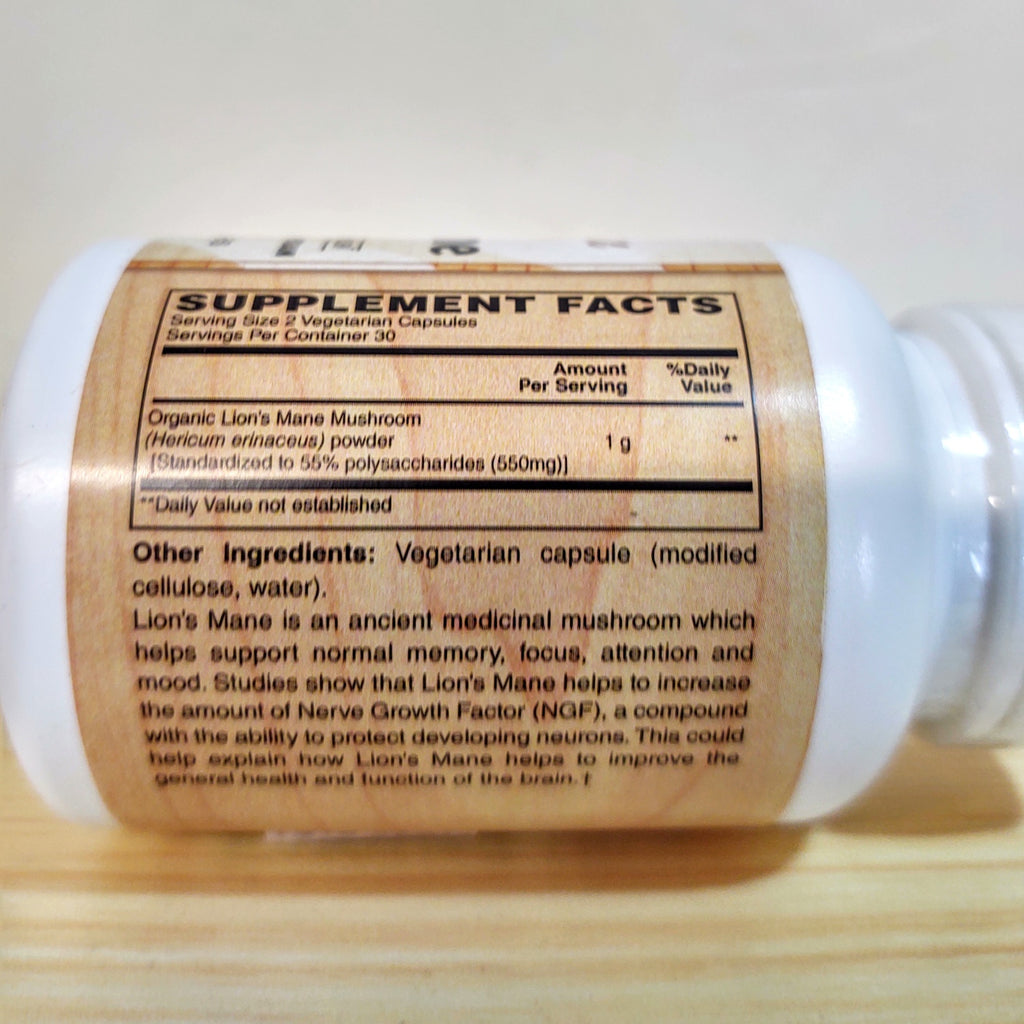 SUPPLEMENT FACTS
Serving Size 2 Vegetarian Capsules
Servings Per Container 30
Amount Per Serving
%Daily Value
Organic Lion's Mane Mushroom
(Hericum erinaceus) powder 1 g **
[Standardized to 55% polysaccharides (550mg)]
**Daily Value not established
Other Ingredients: Vegetarian capsule (modified
cellulose, water).
Lion's Mane is an ancient medicinal mushroom which
helps support normal memory, focus, attention and
mood. Studies show that Lion's Mane helps to increase
the amount of Nerve Growth Factor (NGF), a compound
with the ability to protect developing neurons. This could
help explain how Lion's Mane helps to improve the
general health and function of the brain. †